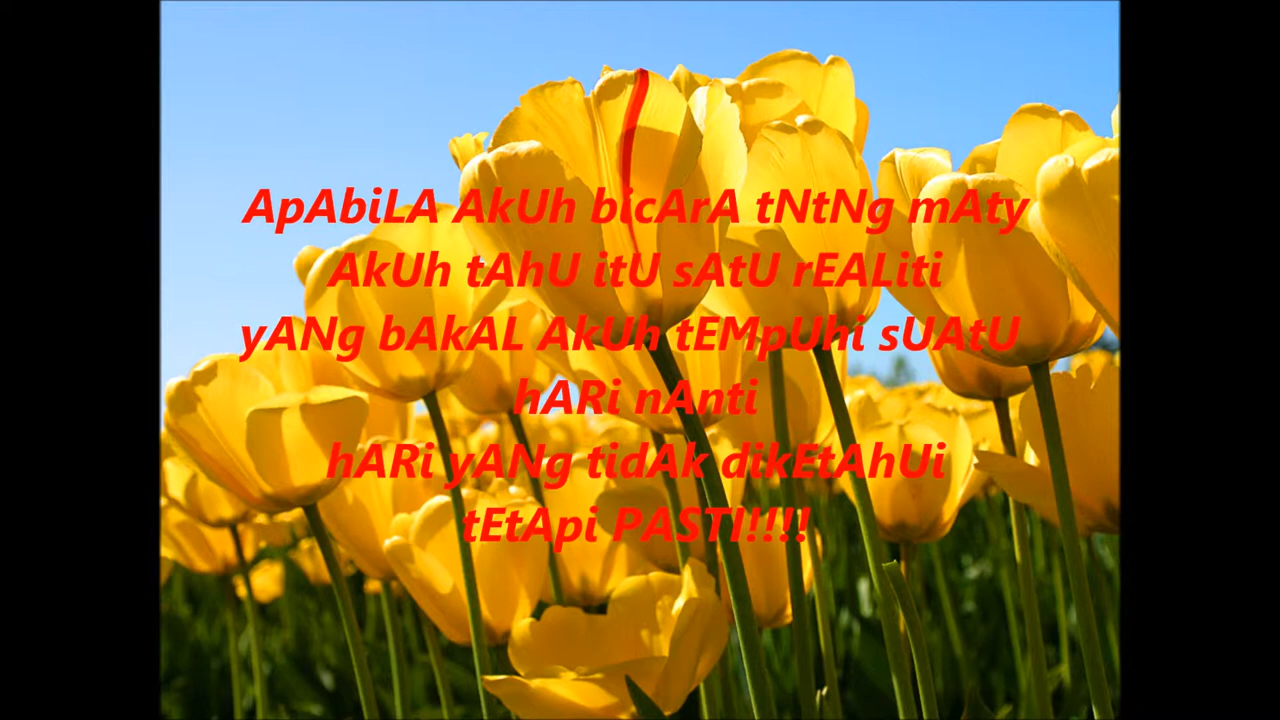 ApAbiLA AkUh bicArA tNtNg mAty
AkUh tAhU itU sAtU rEALiti
yANg bAkAL AkUh tEMpUhi sUAtU
hARi nAnti
hARi yANg tidAk dikEtAhUi
tEtApi PASTI!!!!